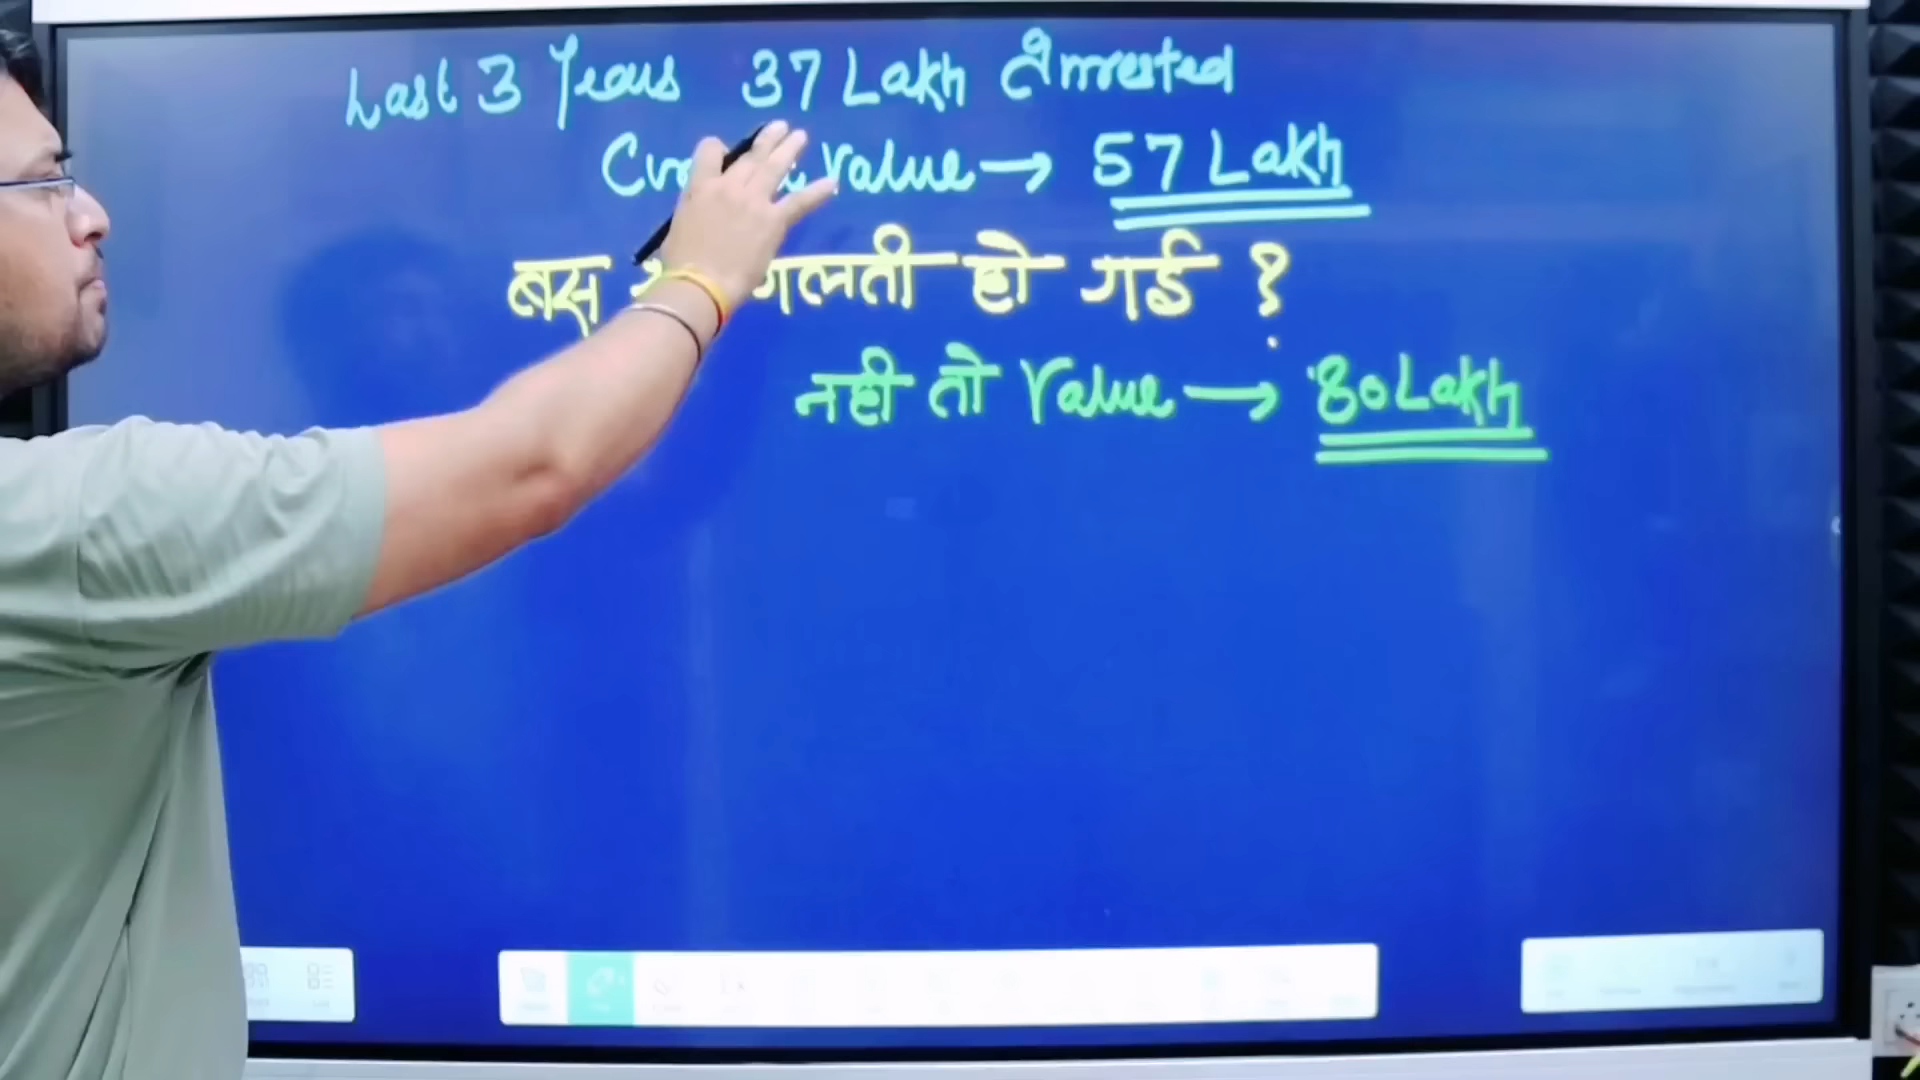 Last 3 Years 37 Lakh Invested
Value → 57 Lakh
बस गलती हो गई ?
नही तो Value → 80 Lakh